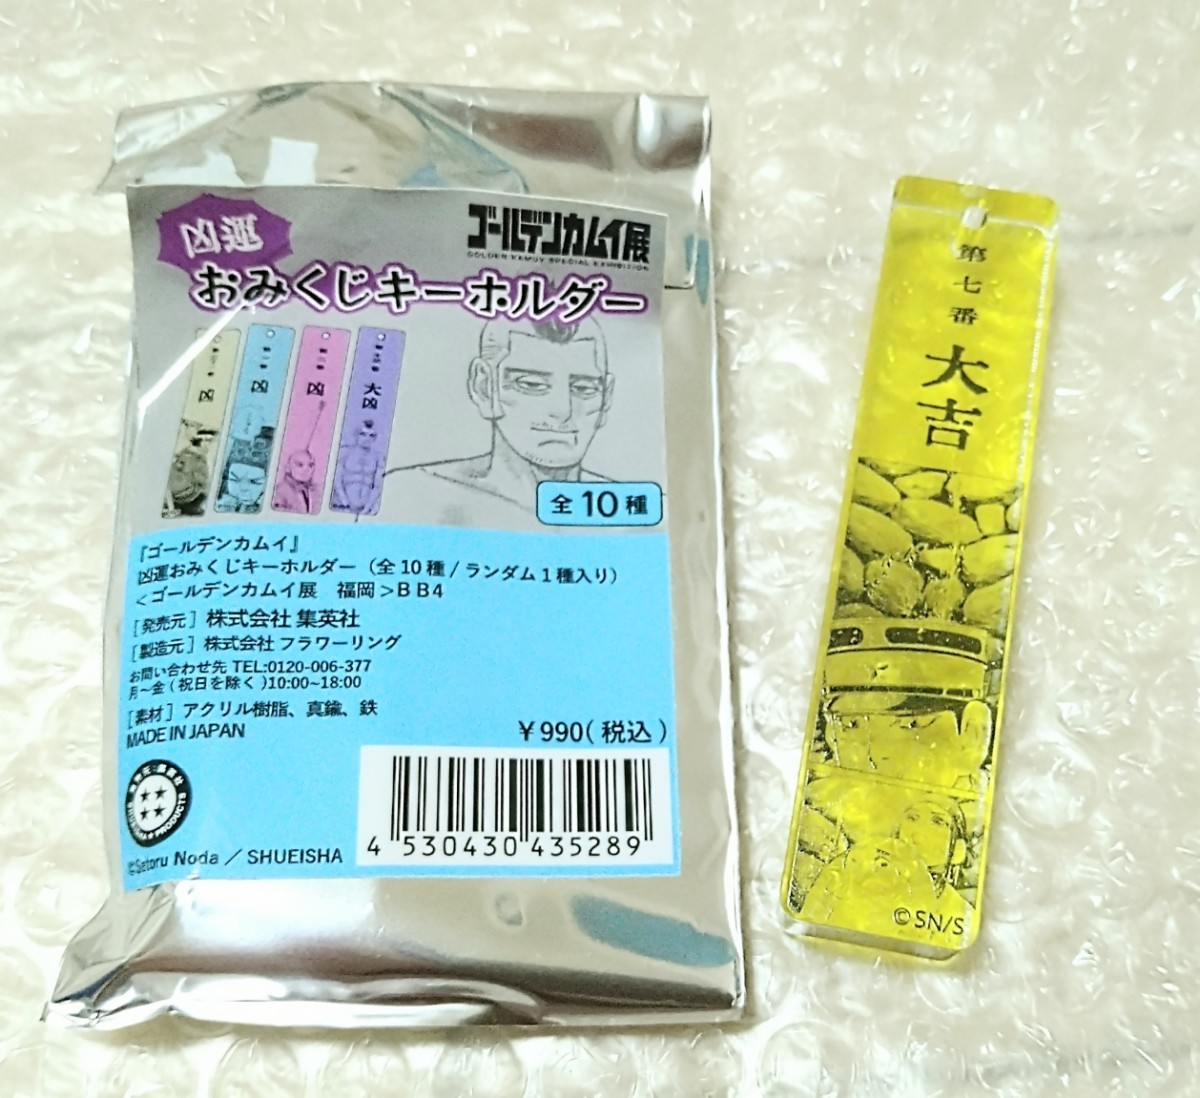 凶運
ゴールデンカムイ展
GOLDEN KAMUY SPECIAL EXHIBITION
おみくじキーホルダー
凶
凶
凶
大凶
全10種
『ゴールデンカムイ』
凶運おみくじキーホルダー（全10種/ランダム1種入り）
<ゴールデンカムイ展 福岡>BB4
[発売元] 株式会社 集英社
[製造元] 株式会社 フラワーリング
お問い合わせ先 TEL:0120-006-377
月~金(祝日を除く)10:00~18:00
[素材] アクリル樹脂、真鍮、鉄
MADE IN JAPAN
￥990(税込)
PRODUCTS
4 530430 435289
©Satoru Noda／SHUEISHA
第七番
大吉
©SN/S